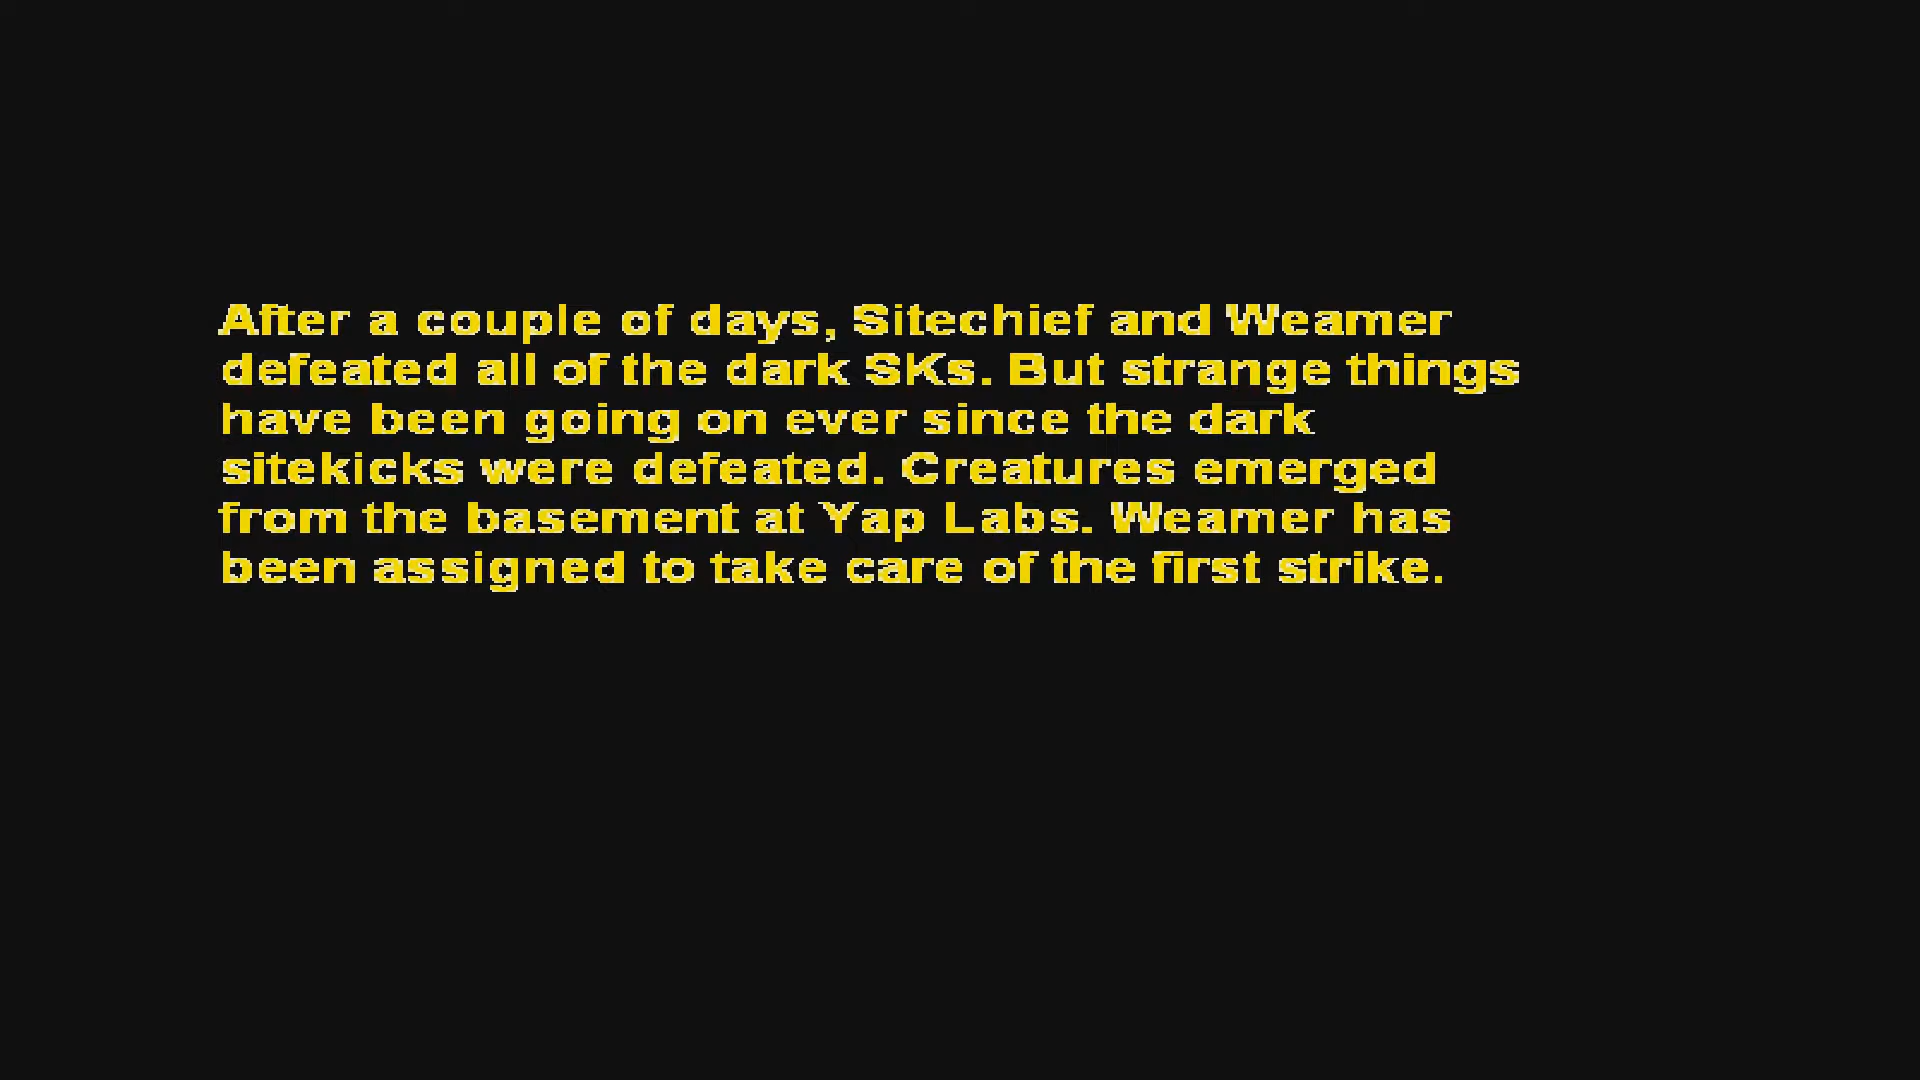 After a couple of days, Sitechief and Weamer
defeated all of the dark SKs. But strange things
have been going on ever since the dark
sitekicks were defeated. Creatures emerged
from the basement at Yap Labs. Weamer has
been assigned to take care of the first strike.